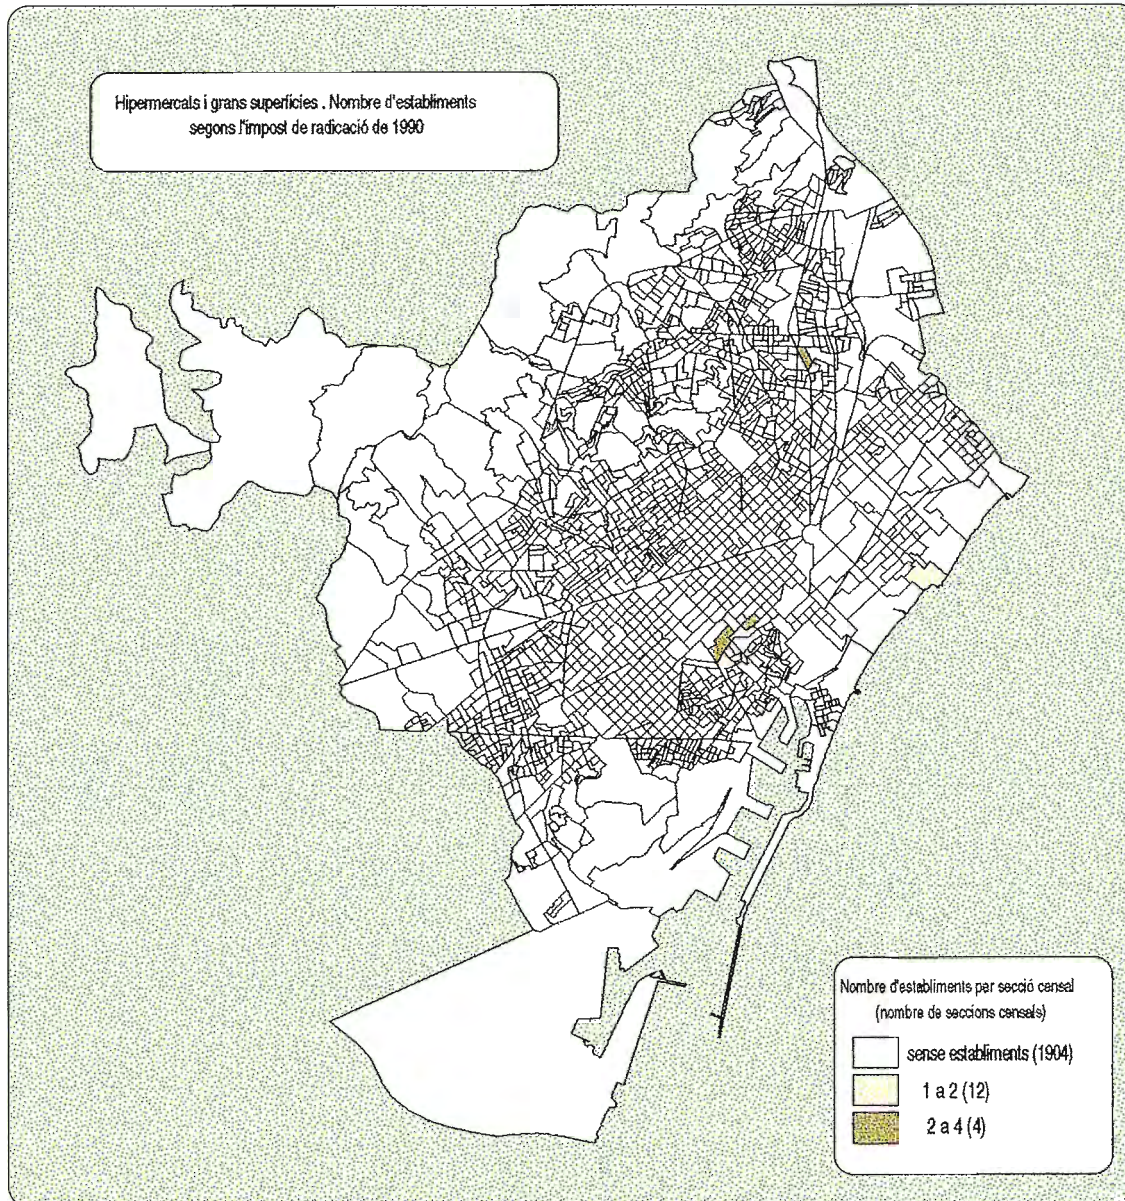 Hipermercats i grans superfícies . Nombre d'establiments
segons l'impost de radicació de 1990
Nombre d'establiments per secció censal
(nombre de seccions censals)
sense establiments (1904)
1 a 2 (12)
2 a 4 (4)